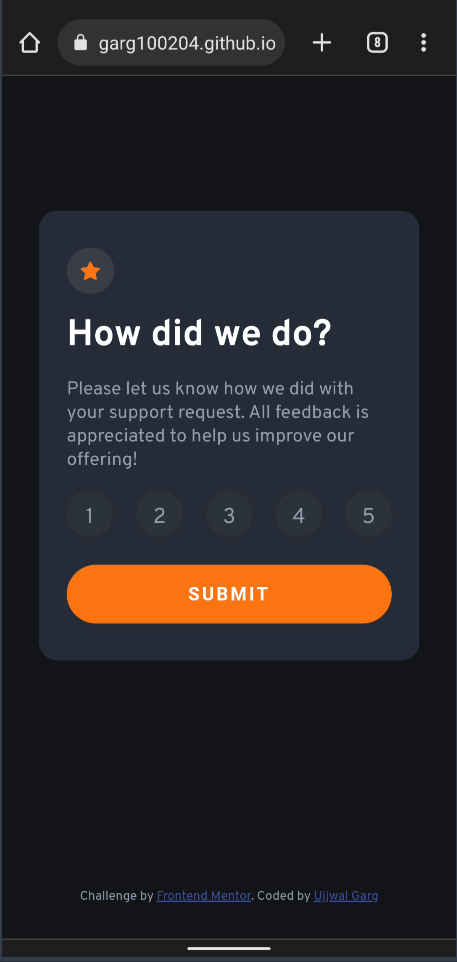 garg100204.github.io
8
How did we do?
Please let us know how we did with
your support request. All feedback is
appreciated to help us improve our
offering!
1 2 3 4 5
SUBMIT
Challenge by Frontend Mentor. Coded by Ujjwal Garg